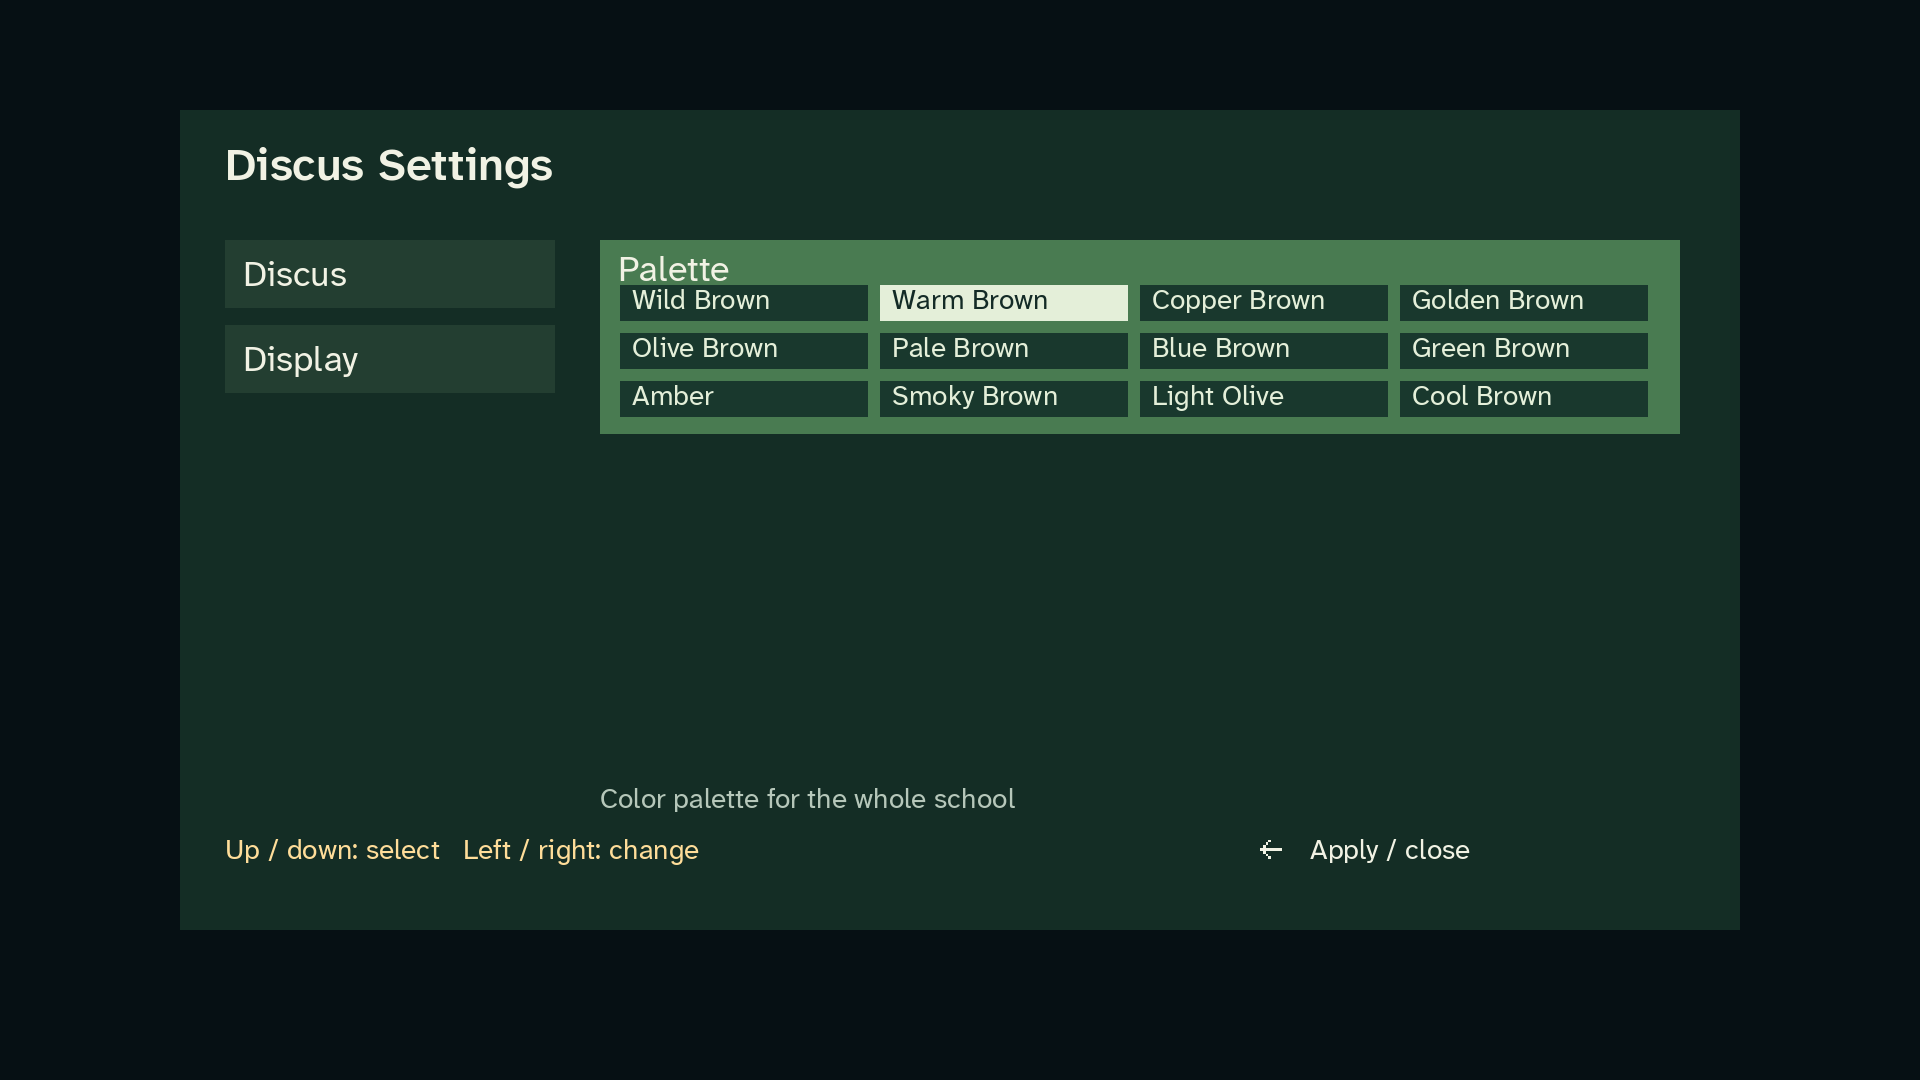 Discus Settings
Discus
Display
Palette
Wild Brown Warm Brown Copper Brown Golden Brown
Olive Brown Pale Brown Blue Brown Green Brown
Amber Smoky Brown Light Olive Cool Brown
Color palette for the whole school
Up / down: select Left / right: change ← Apply / close